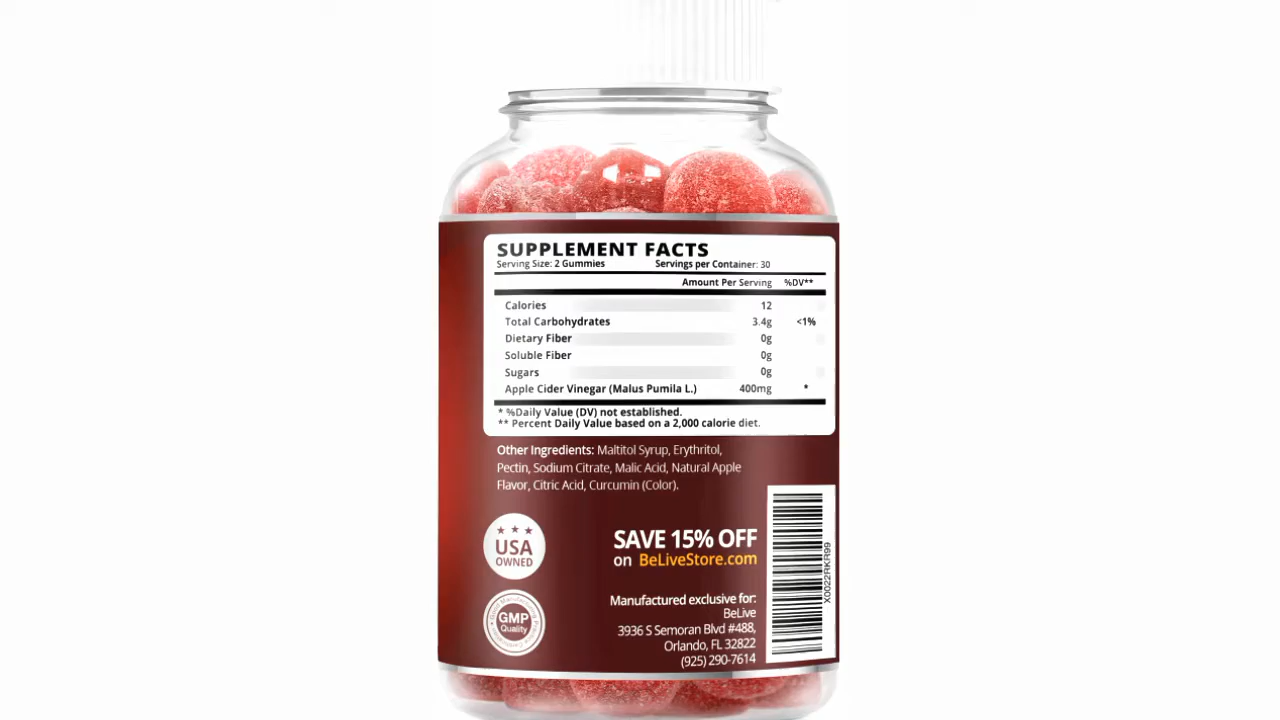 SUPPLEMENT FACTS
Serving Size: 2 Gummies Servings per Container: 30
Amount Per Serving %DV**
Calories 12
Total Carbohydrates 3.4g <1%
Dietary Fiber 0g
Soluble Fiber 0g
Sugars 0g
Apple Cider Vinegar (Malus Pumila L.) 400mg *
* %Daily Value (DV) not established.
** Percent Daily Value based on a 2,000 calorie diet.
Other Ingredients: Maltitol Syrup, Erythritol,
Pectin, Sodium Citrate, Malic Acid, Natural Apple
Flavor, Citric Acid, Curcumin (Color).
USA
OWNED
SAVE 15% OFF
on BeLiveStore.com
GMP
Quality
Manufactured exclusive for:
BeLive
3936 S Semoran Blvd #488,
Orlando, FL 32822
(925) 290-7614
X0022RKR99